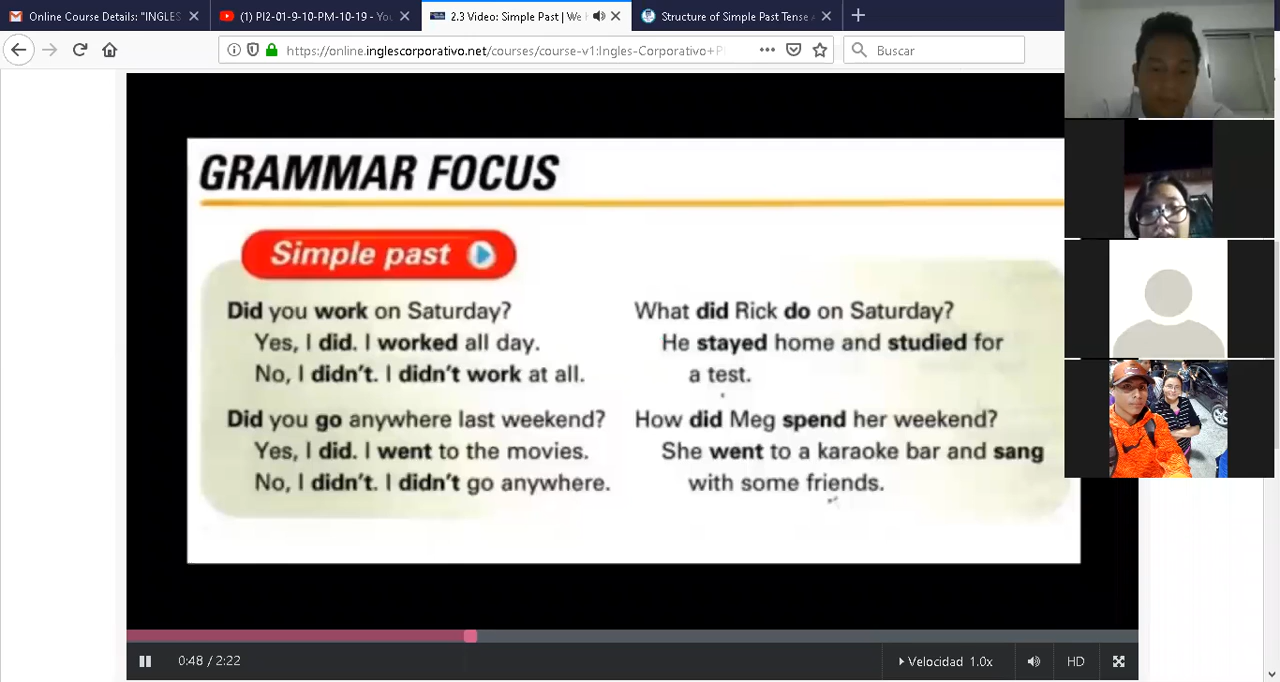 Online Course Details: "INGLES
(1) PI2-01-9-10-PM-10-19 - You
2.3 Video: Simple Past | We
Structure of Simple Past Tense
https://online.inglescorporativo.net/courses/course-v1:Ingles-Corporativo+P
Buscar
GRAMMAR FOCUS
Simple past
Did you work on Saturday?
Yes, I did. I worked all day.
No, I didn't. I didn't work at all.
Did you go anywhere last weekend?
Yes, I did. I went to the movies.
No, I didn't. I didn't go anywhere.
What did Rick do on Saturday?
He stayed home and studied for
a test.
How did Meg spend her weekend?
She went to a karaoke bar and sang
with some friends.
0:48 / 2:22
Velocidad 1.0x
HD